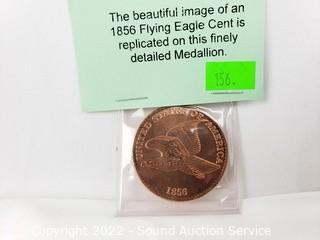 The beautiful image of an
1856 Flying Eagle Cent is
replicated on this finely
detailed Medallion.
156.
UNITED STATES OF AMERICA
1856
Copyright 2022 - Sound Auction Service